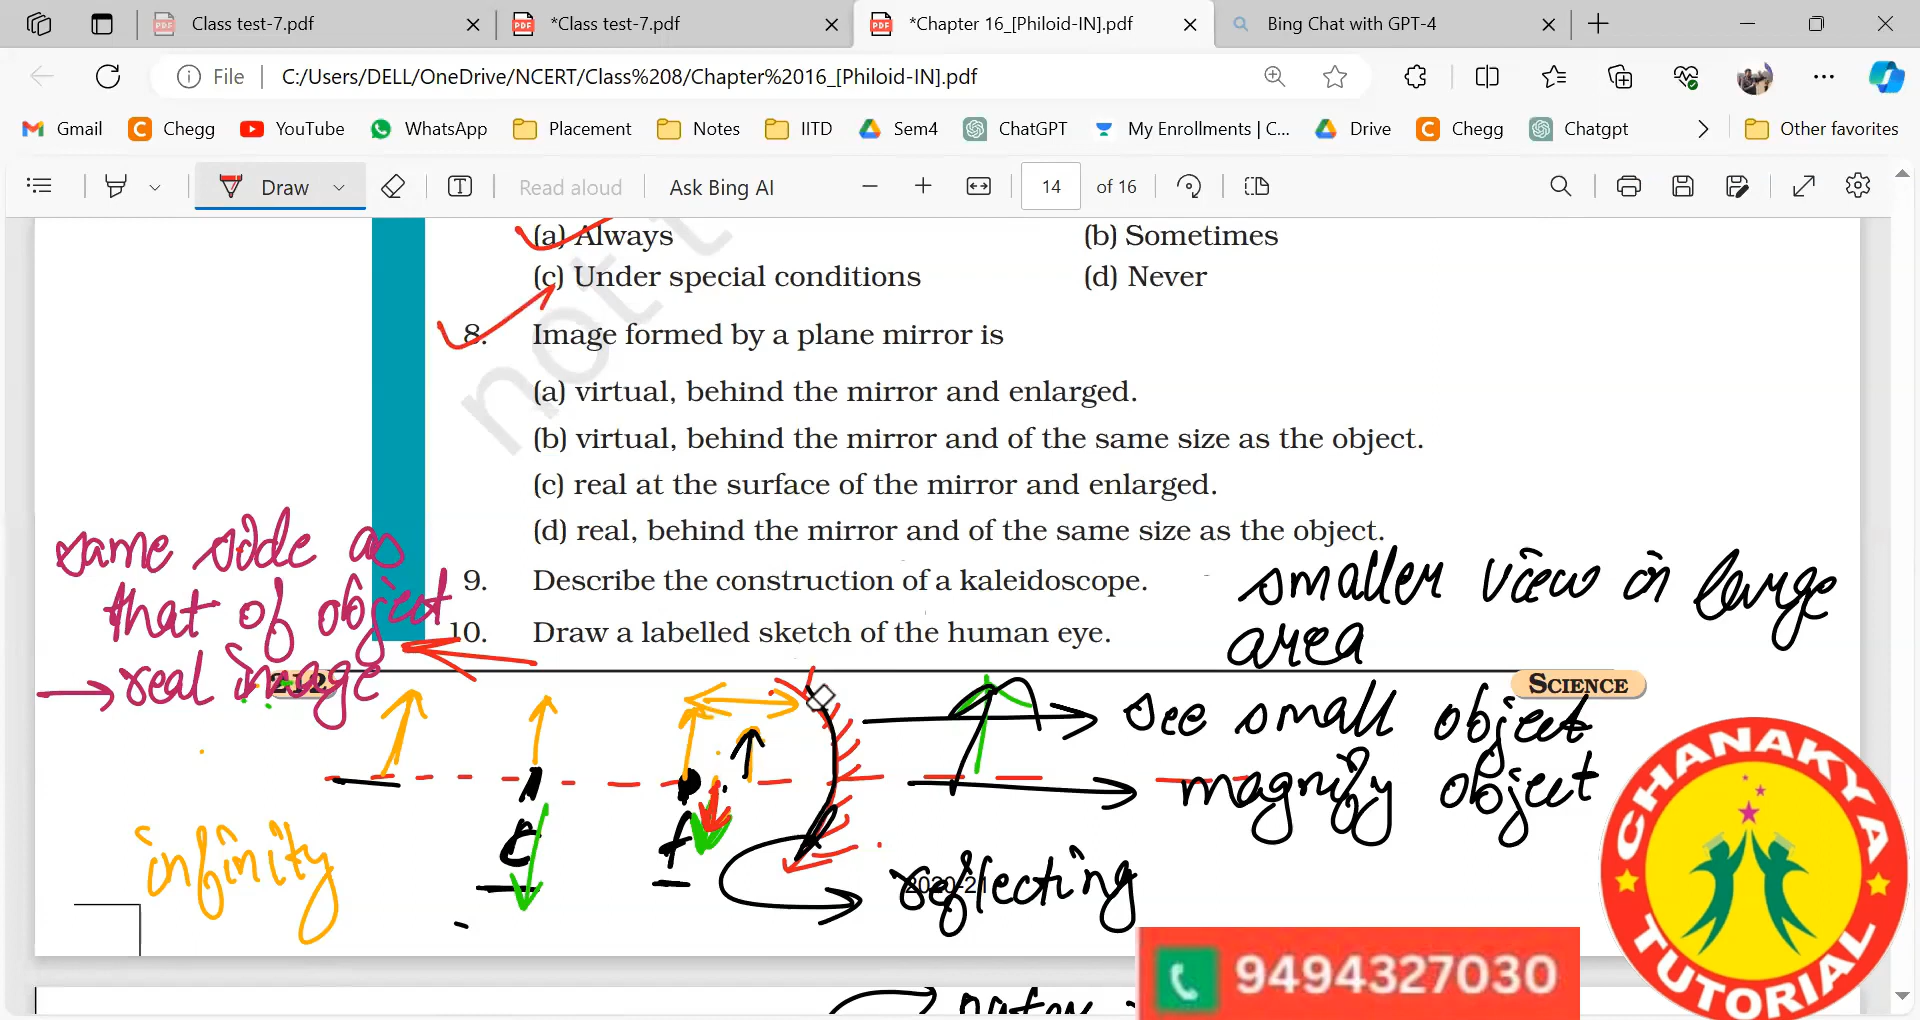 Class test-7.pdf
*Class test-7.pdf
*Chapter 16_[Philoid-IN].pdf
Bing Chat with GPT-4
File
C:/Users/DELL/OneDrive/NCERT/Class%208/Chapter%2016_[Philoid-IN].pdf
Gmail Chegg YouTube WhatsApp Placement Notes IITD Sem4 ChatGPT My Enrollments | C... Drive Chegg Chatgpt Other favorites
Draw Read aloud Ask Bing AI 14 of 16
not t
(a) Always (b) Sometimes
(c) Under special conditions (d) Never
8. Image formed by a plane mirror is
(a) virtual, behind the mirror and enlarged.
(b) virtual, behind the mirror and of the same size as the object.
(c) real at the surface of the mirror and enlarged.
(d) real, behind the mirror and of the same size as the object.
9. Describe the construction of a kaleidoscope.
10. Draw a labelled sketch of the human eye.
same side as
that of object
real image
smaller view in large
area
212
SCIENCE
see small object
magnify object
infinity
C
f
reflecting
2020-21
CHANAKYA
TUTORIAL
9494327030